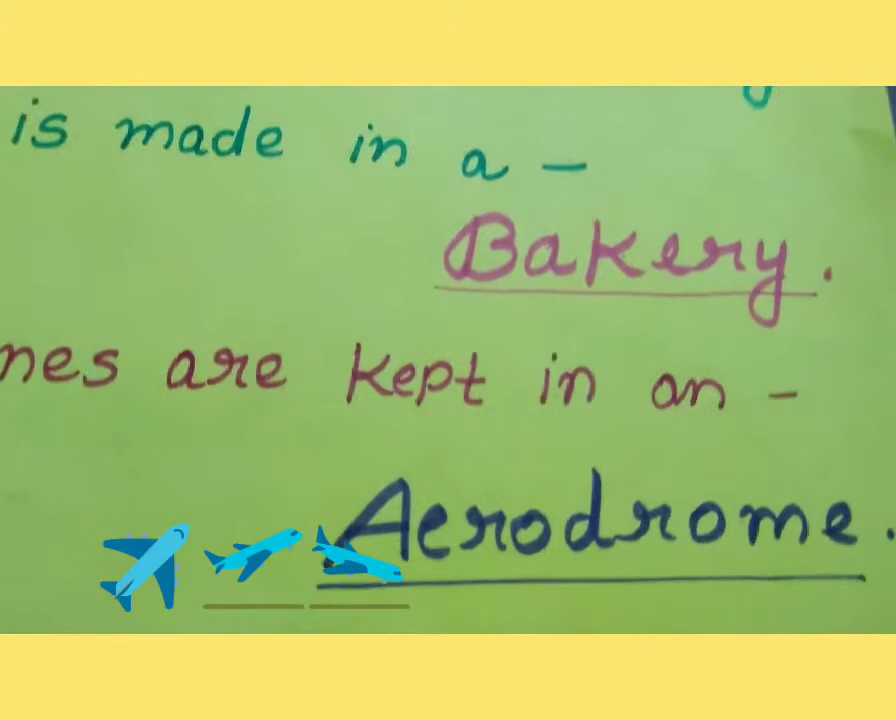 is made in a -
Bakery.
nes are kept in an -
Aerodrome.